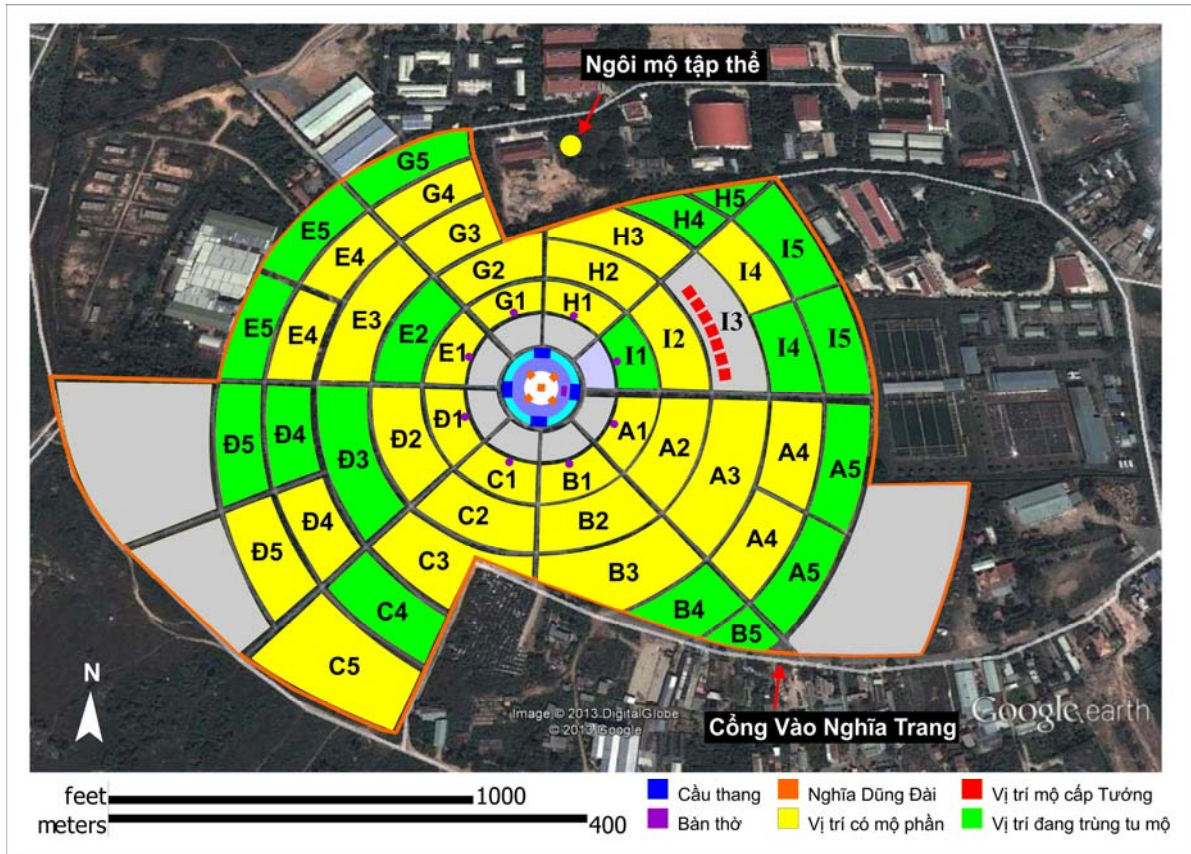 Ngôi mộ tập thể
G5
G4
H5
E5
G3
H4
E4
H3
I5
G2
H2
I4
E5
E3
G1
H1
I3
E4
E2
I2
I4
I5
E1
I1
Đ1
A1
Đ5
Đ4
Đ3
Đ2
A2
A4
A5
C1
B1
A3
C2
B2
Đ4
A4
Đ5
C3
B3
A5
C4
B4
B5
C5
N
Image © 2013 DigitalGlobe
© 2013 Google
Google earth
Cổng Vào Nghĩa Trang
feet 1000
meters 400
Cầu thang
Nghĩa Dũng Đài
Vị trí mộ cấp Tướng
Bàn thờ
Vị trí có mộ phần
Vị trí đang trùng tu mộ